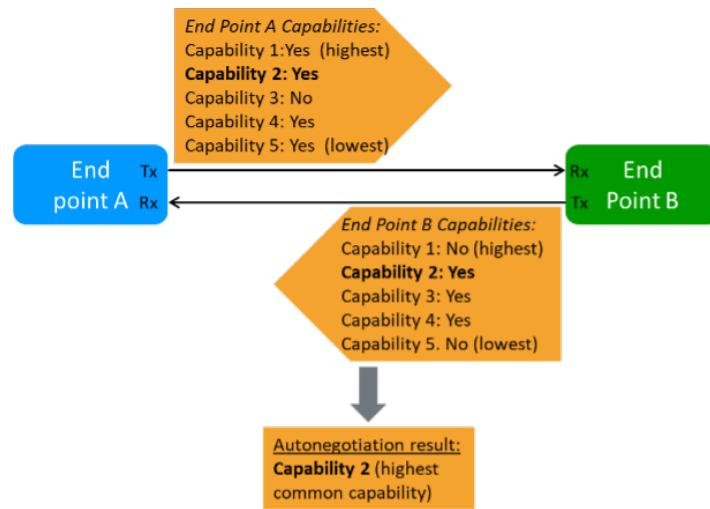 End Point A Capabilities:
Capability 1:Yes (highest)
Capability 2: Yes
Capability 3: No
Capability 4: Yes
Capability 5: Yes (lowest)
End
point A
Tx
Rx
Rx
Tx
End
Point B
End Point B Capabilities:
Capability 1: No (highest)
Capability 2: Yes
Capability 3: Yes
Capability 4: Yes
Capability 5. No (lowest)
Autonegotiation result:
Capability 2 (highest
common capability)